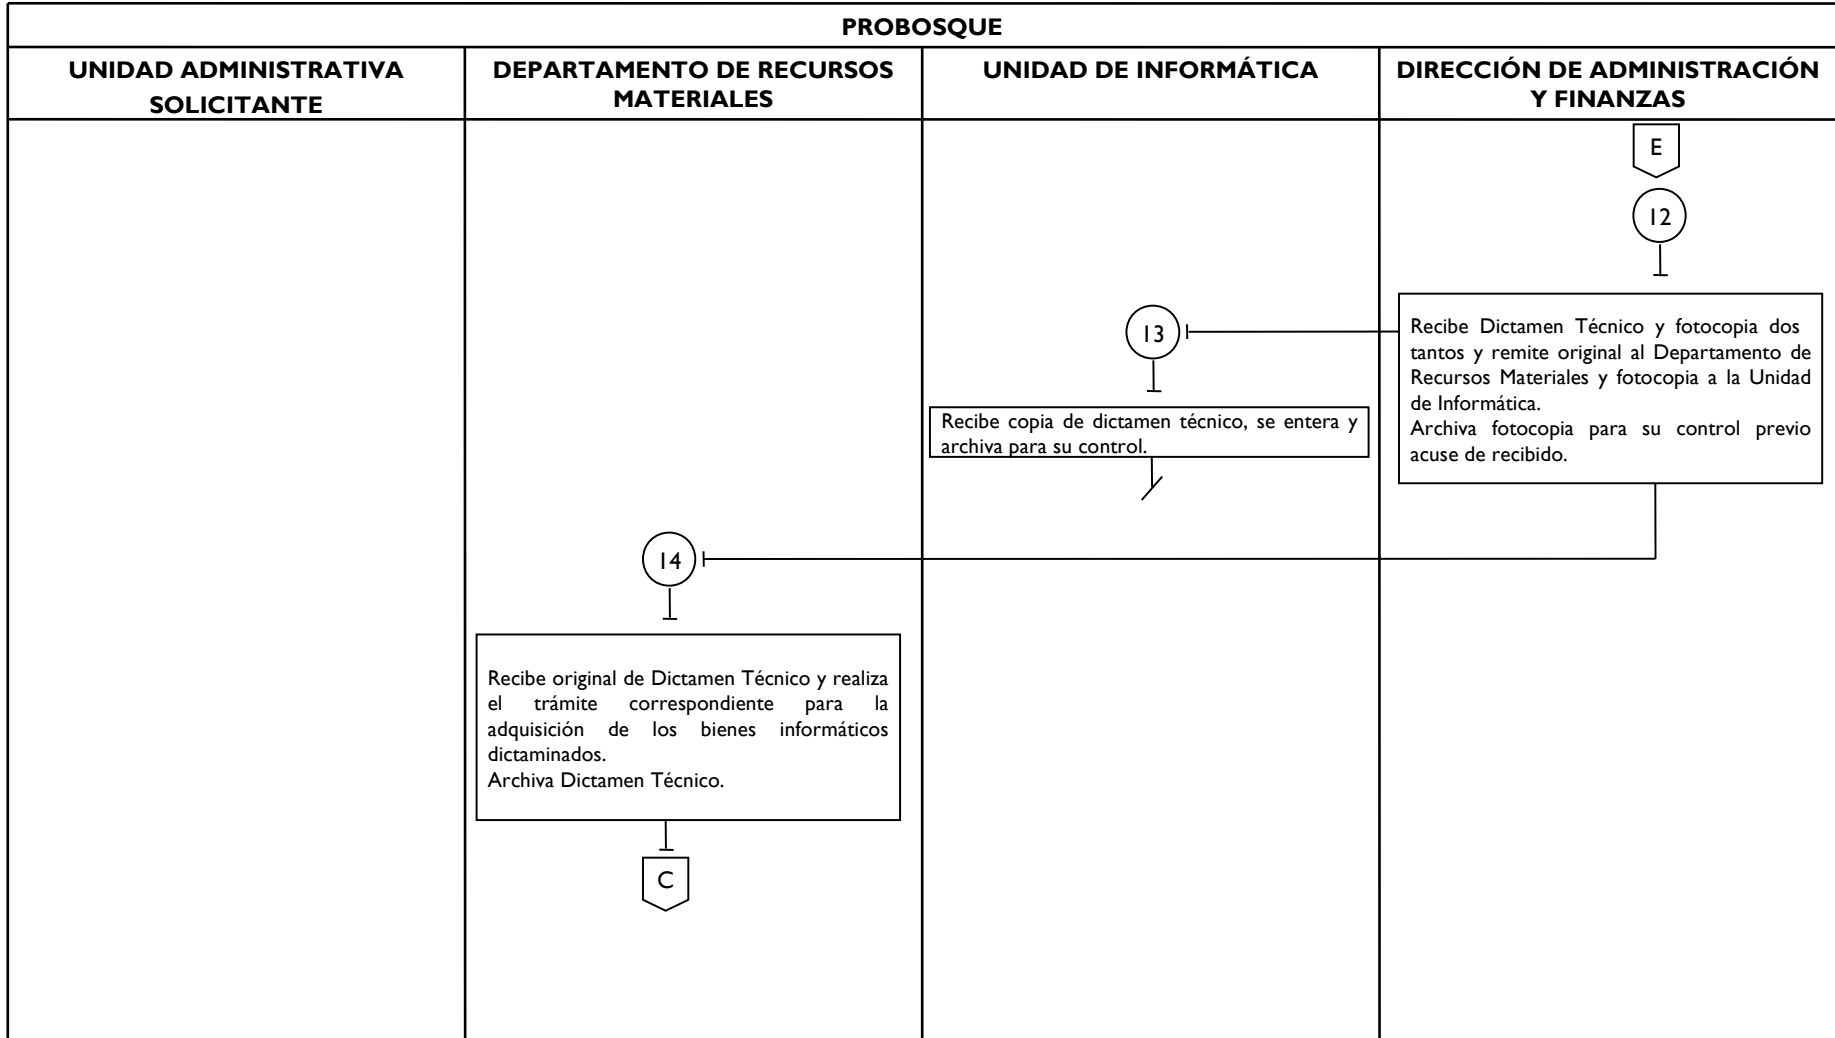 PROBOSQUE
UNIDAD ADMINISTRATIVA
SOLICITANTE
DEPARTAMENTO DE RECURSOS
MATERIALES
UNIDAD DE INFORMÁTICA
DIRECCIÓN DE ADMINISTRACIÓN
Y FINANZAS
E
12
Recibe Dictamen Técnico y fotocopia dos
tantos y remite original al Departamento de
Recursos Materiales y fotocopia a la Unidad
de Informática.
Archiva fotocopia para su control previo
acuse de recibido.
13
Recibe copia de dictamen técnico, se entera y
archiva para su control.
14
Recibe original de Dictamen Técnico y realiza
el trámite correspondiente para la
adquisición de los bienes informáticos
dictaminados.
Archiva Dictamen Técnico.
C